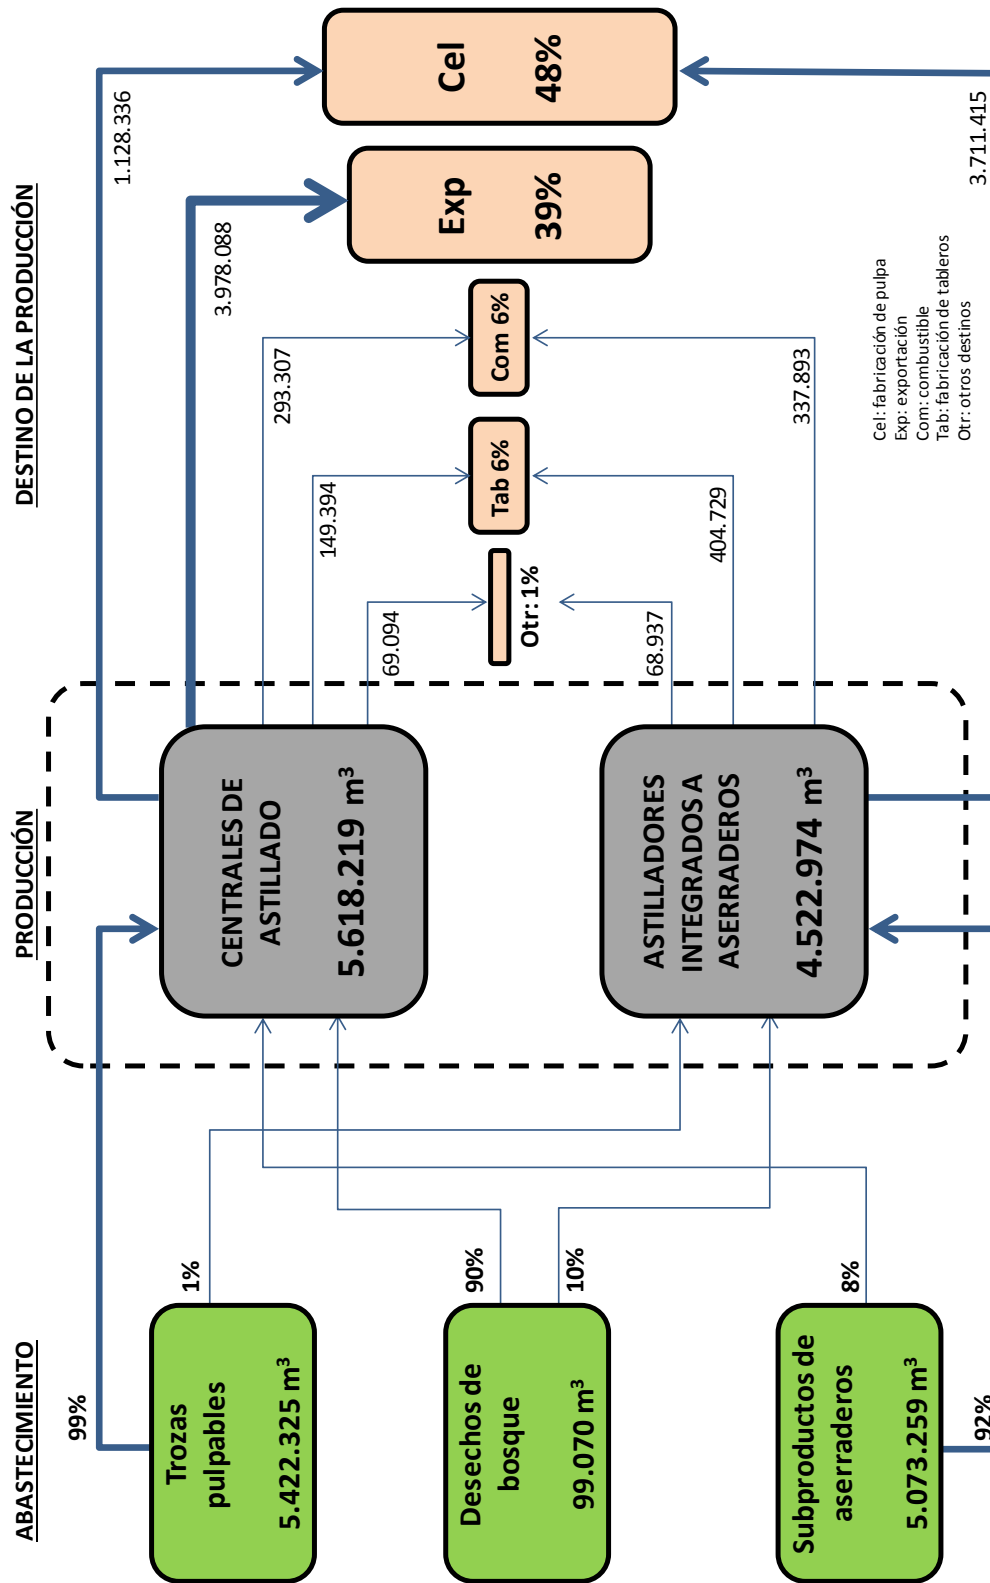 ABASTECIMIENTO
PRODUCCIÓN
DESTINO DE LA PRODUCCIÓN
99%
Trozas
pulpables
5.422.325 m³
1%
Desechos de
bosque
99.070 m³
90%
10%
Subproductos de
aserraderos
5.073.259 m³
8%
92%
CENTRALES DE
ASTILLADO
5.618.219 m³
ASTILLADORES
INTEGRADOS A
ASERRADEROS
4.522.974 m³
1.128.336
3.978.088
293.307
149.394
69.094
Otr: 1%
Tab 6%
Com 6%
Exp
39%
Cel
48%
68.937
404.729
337.893
3.711.415
Cel: fabricación de pulpa
Exp: exportación
Com: combustible
Tab: fabricación de tableros
Otr: otros destinos